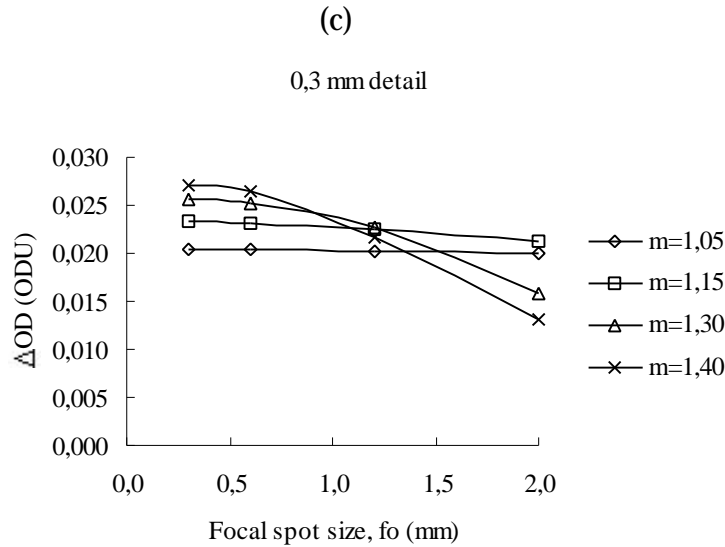 (c)
0,3 mm detail
0,030
0,025
0,020
0,015
0,010
0,005
0,000
ΔOD (ODU)
0,0 0,5 1,0 1,5 2,0
Focal spot size, fo (mm)
m=1,05
m=1,15
m=1,30
m=1,40